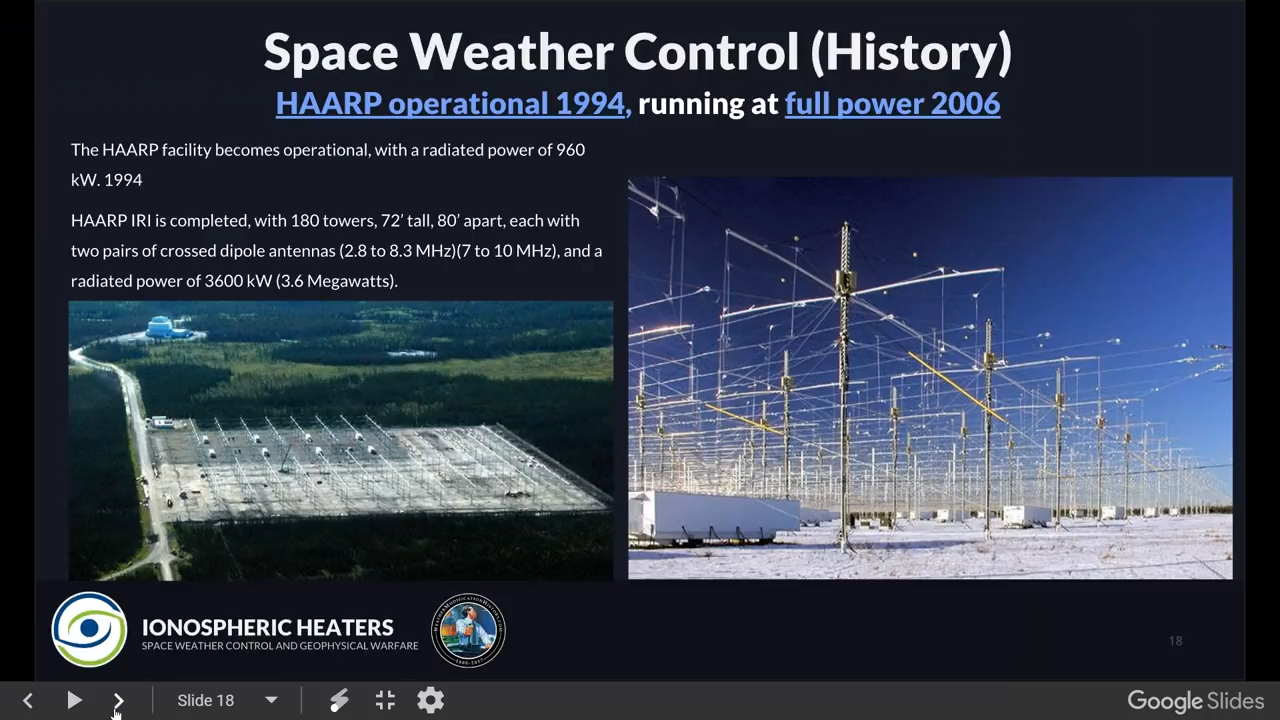 Space Weather Control (History)
HAARP operational 1994, running at full power 2006
The HAARP facility becomes operational, with a radiated power of 960
kW. 1994
HAARP IRI is completed, with 180 towers, 72’ tall, 80’ apart, each with
two pairs of crossed dipole antennas (2.8 to 8.3 MHz)(7 to 10 MHz), and a
radiated power of 3600 kW (3.6 Megawatts).
IONOSPHERIC HEATERS
SPACE WEATHER CONTROL AND GEOPHYSICAL WARFARE
18
Slide 18
Google Slides